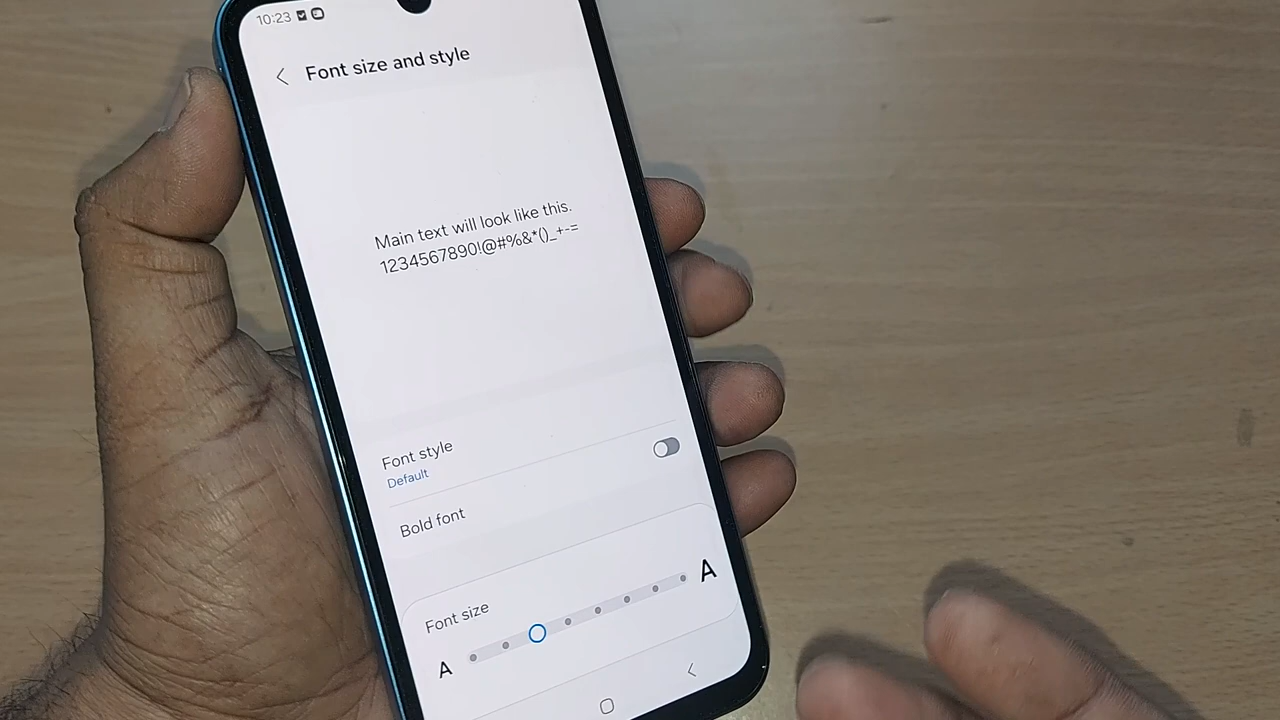 10:23
Font size and style
Main text will look like this.
1234567890!@#%&*()_+-=
Font style
Default
Bold font
Font size
A A